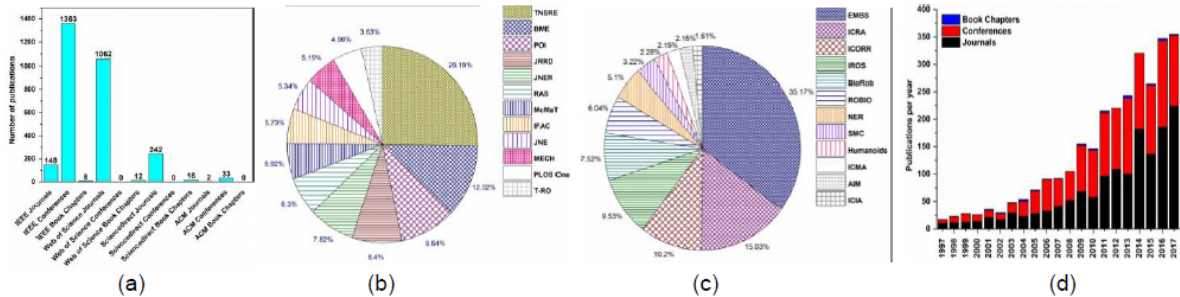 Number of publications
1400
1200
1000
800
600
400
200
0
148
1363
8
1062
0
12
242
0
16
2
33
0
IEEE Journals
IEEE Conferences
IEEE Book Chapters
Web of Science Journals
Web of Science Conferences
Web of Science Book Chapters
Sciencedirect Journals
Sciencedirect Conferences
Sciencedirect Book Chapters
ACM Journals
ACM Conferences
ACM Book Chapters
(a)
26.19%
12.02%
9.64%
8.4%
7.82%
6.3%
5.92%
5.73%
5.34%
5.15%
4.96%
3.63%
TNSRE
BME
POI
JRRD
JNER
RAS
McMaT
IFAC
JNE
MECH
PLOS One
T-RO
(b)
35.17%
15.03%
10.2%
9.53%
7.52%
6.04%
5.1%
3.22%
2.28%
2.15%
2.15%
1.61%
EMBS
ICRA
ICORR
IROS
BioRob
ROBIO
NER
SMC
Humanoids
ICMA
AIM
ICIA
(c)
Book Chapters
Conferences
Journals
Publications per year
400
350
300
250
200
150
100
50
0
1997
1998
1999
2000
2001
2002
2003
2004
2005
2006
2007
2008
2009
2010
2011
2012
2013
2014
2015
2016
2017
(d)